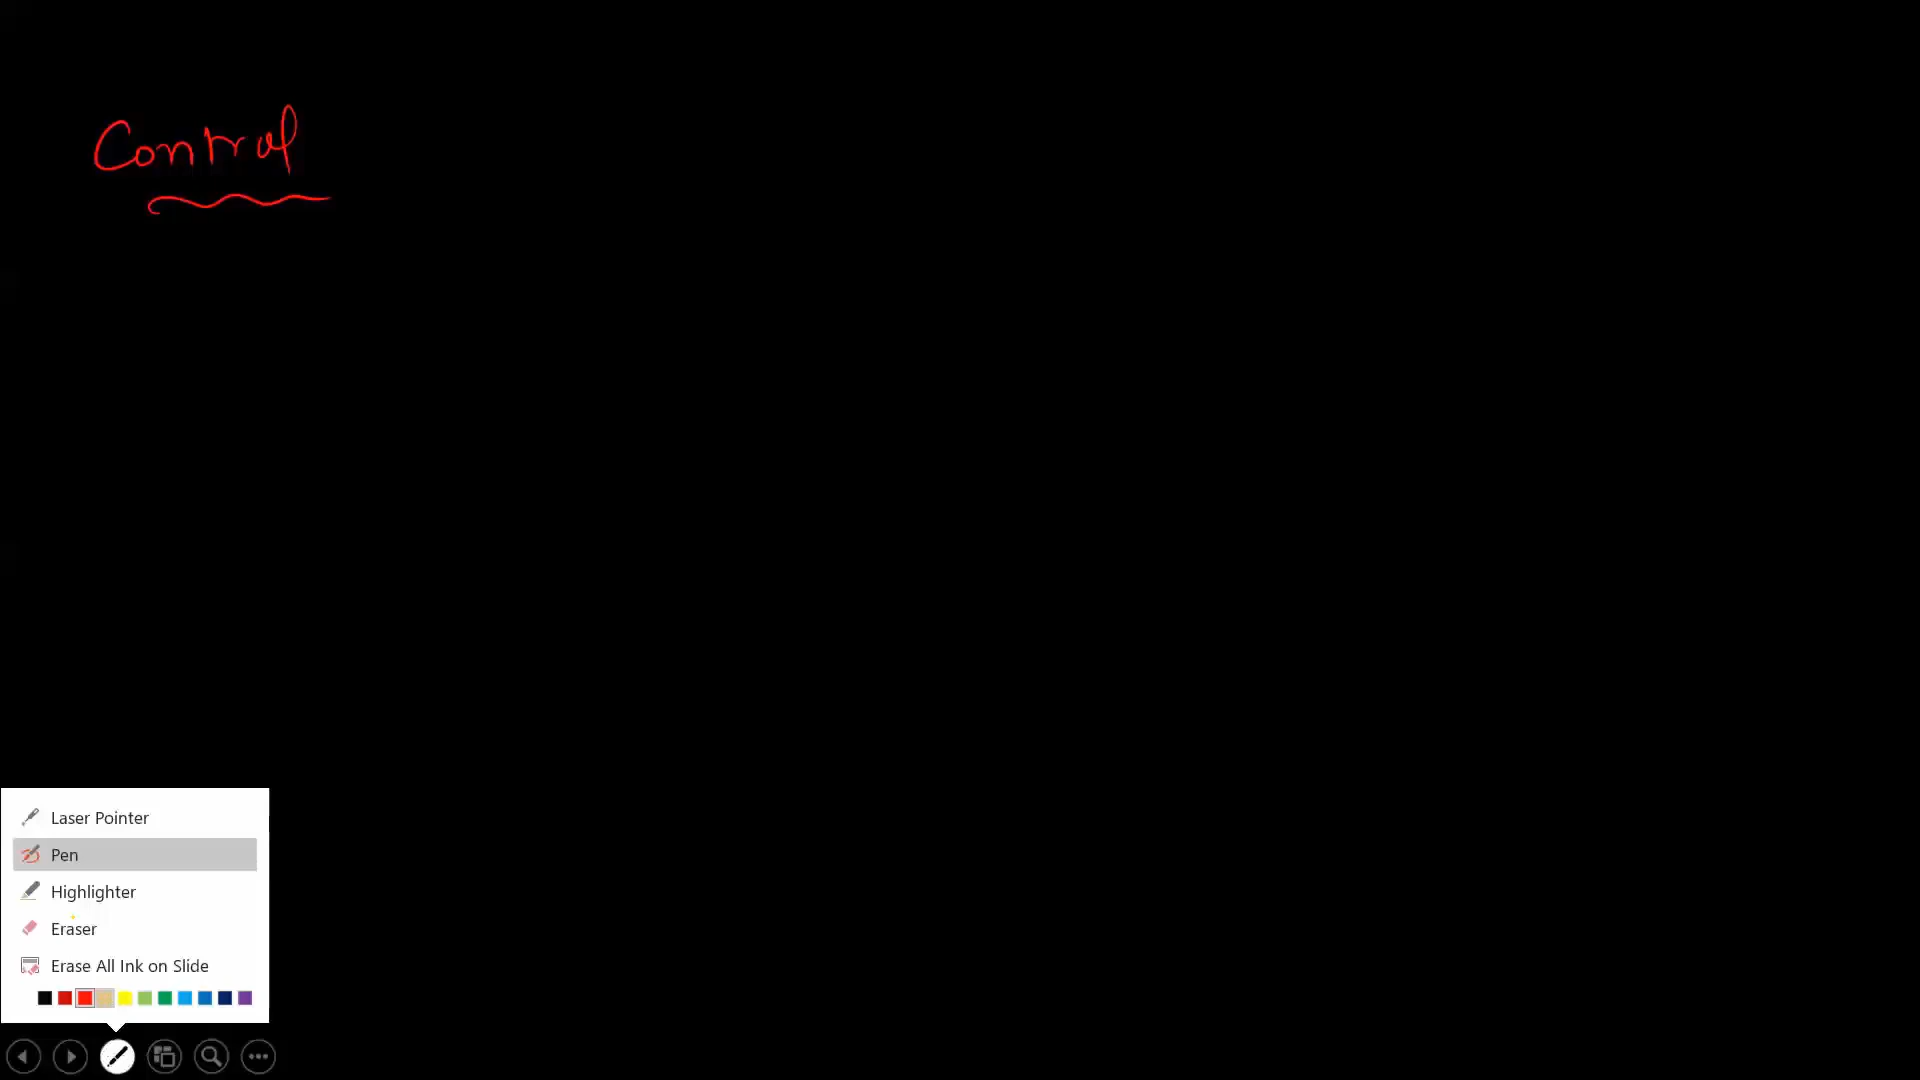 Control
Laser Pointer
Pen
Highlighter
Eraser
Erase All Ink on Slide